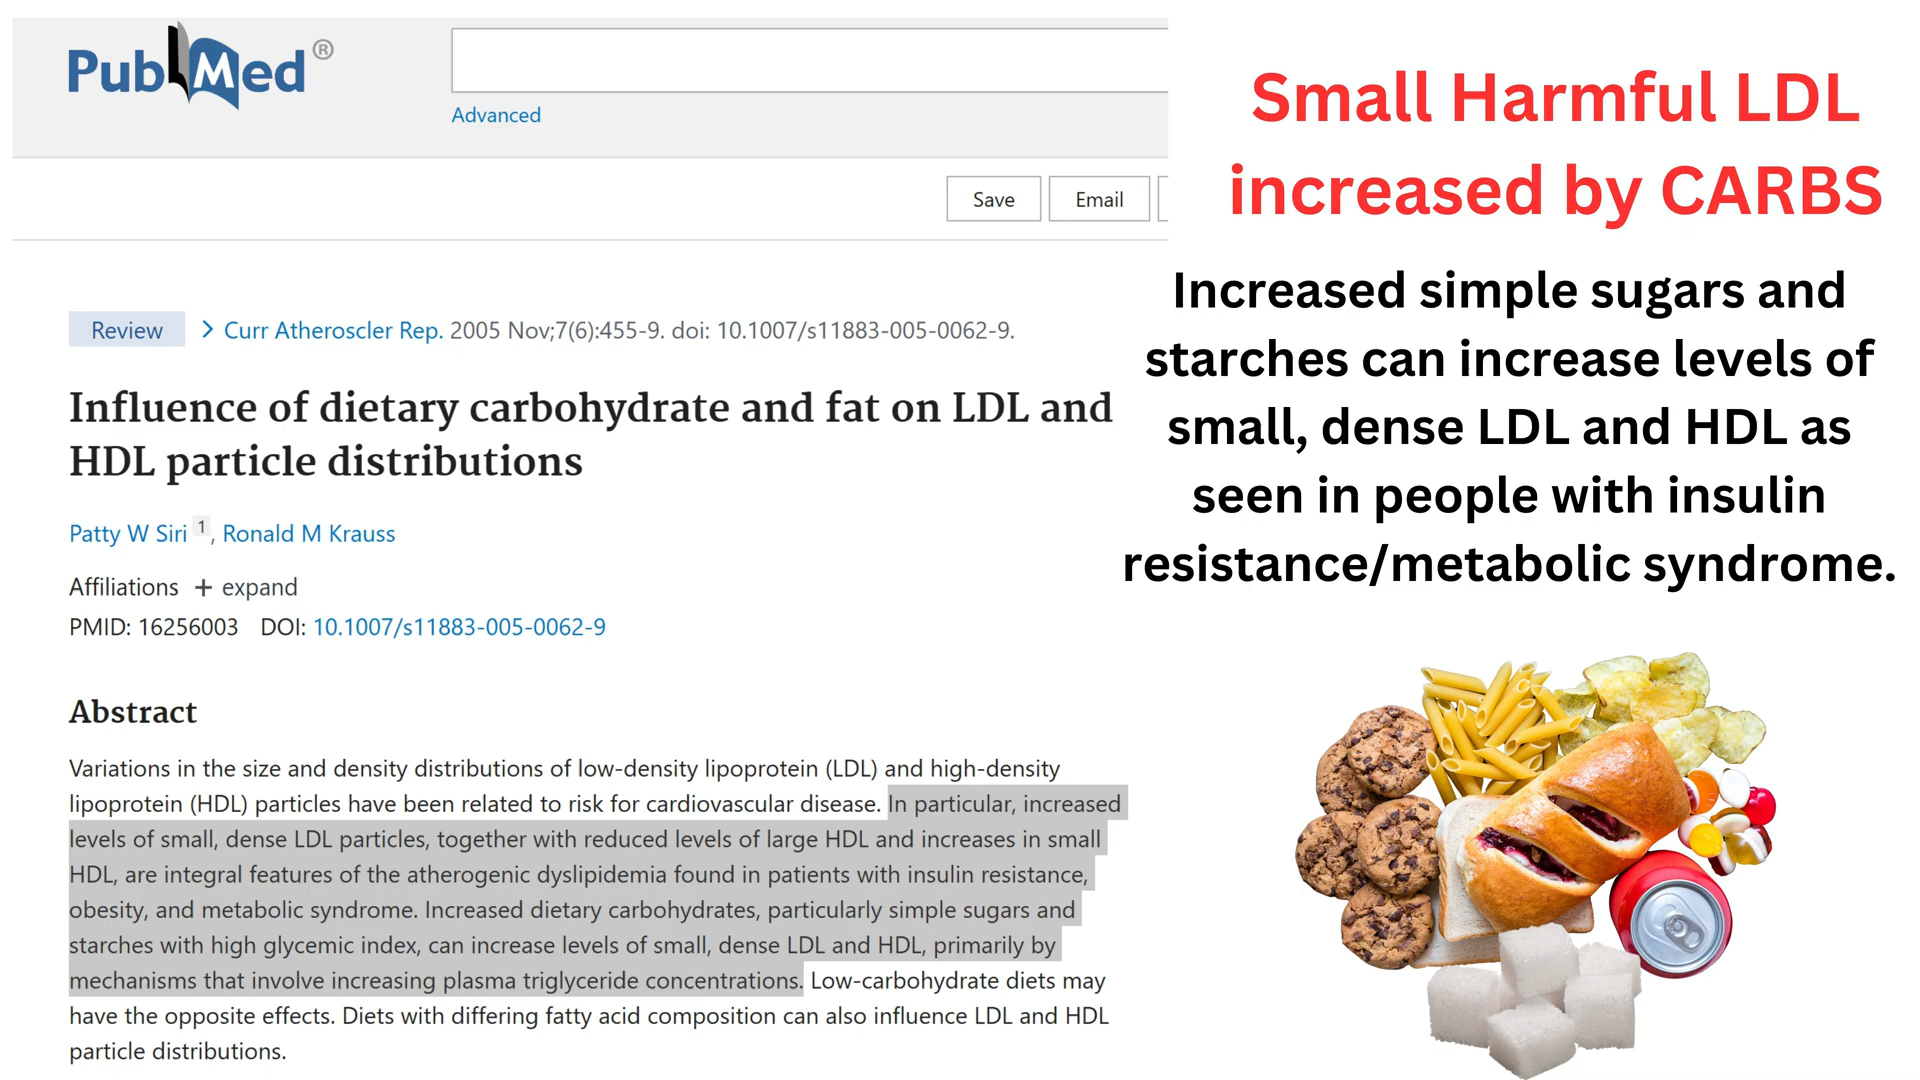 PubMed®
Advanced
Save
Email
Review
Curr Atheroscler Rep. 2005 Nov;7(6):455-9. doi: 10.1007/s11883-005-0062-9.
Influence of dietary carbohydrate and fat on LDL and
HDL particle distributions
Patty W Siri 1, Ronald M Krauss
Affiliations + expand
PMID: 16256003 DOI: 10.1007/s11883-005-0062-9
Abstract
Variations in the size and density distributions of low-density lipoprotein (LDL) and high-density
lipoprotein (HDL) particles have been related to risk for cardiovascular disease. In particular, increased
levels of small, dense LDL particles, together with reduced levels of large HDL and increases in small
HDL, are integral features of the atherogenic dyslipidemia found in patients with insulin resistance,
obesity, and metabolic syndrome. Increased dietary carbohydrates, particularly simple sugars and
starches with high glycemic index, can increase levels of small, dense LDL and HDL, primarily by
mechanisms that involve increasing plasma triglyceride concentrations. Low-carbohydrate diets may
have the opposite effects. Diets with differing fatty acid composition can also influence LDL and HDL
particle distributions.
Small Harmful LDL
increased by CARBS
Increased simple sugars and
starches can increase levels of
small, dense LDL and HDL as
seen in people with insulin
resistance/metabolic syndrome.